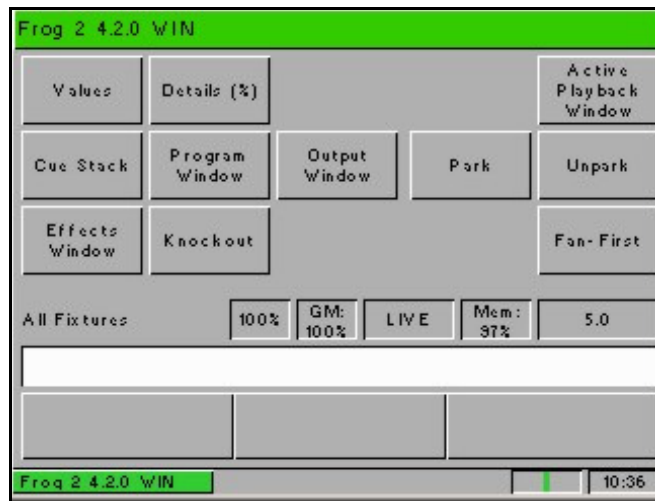 Frog 2 4.2.0 WIN
Values
Details (%)
Active
Playback
Window
Cue Stack
Program
Window
Output
Window
Park
Unpark
Effects
Window
Knockout
Fan-First
All Fixtures
100%
GM:
100%
LIVE
Mem:
97%
5.0
Frog 2 4.2.0 WIN
10:36